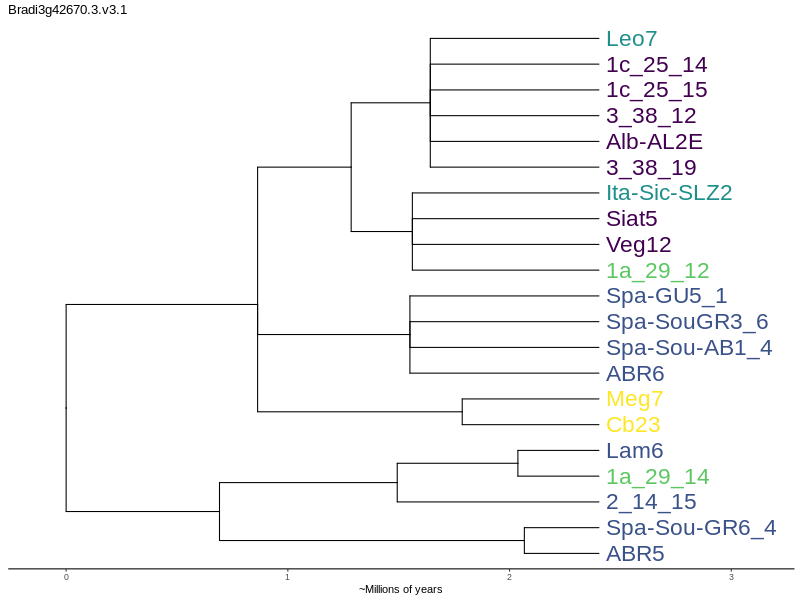 Bradi3g42670.3.v3.1
Leo7
1c_25_14
1c_25_15
3_38_12
Alb-AL2E
3_38_19
Ita-Sic-SLZ2
Siat5
Veg12
1a_29_12
Spa-GU5_1
Spa-SouGR3_6
Spa-Sou-AB1_4
ABR6
Meg7
Cb23
Lam6
1a_29_14
2_14_15
Spa-Sou-GR6_4
ABR5
0 1 2 3
~Millions of years